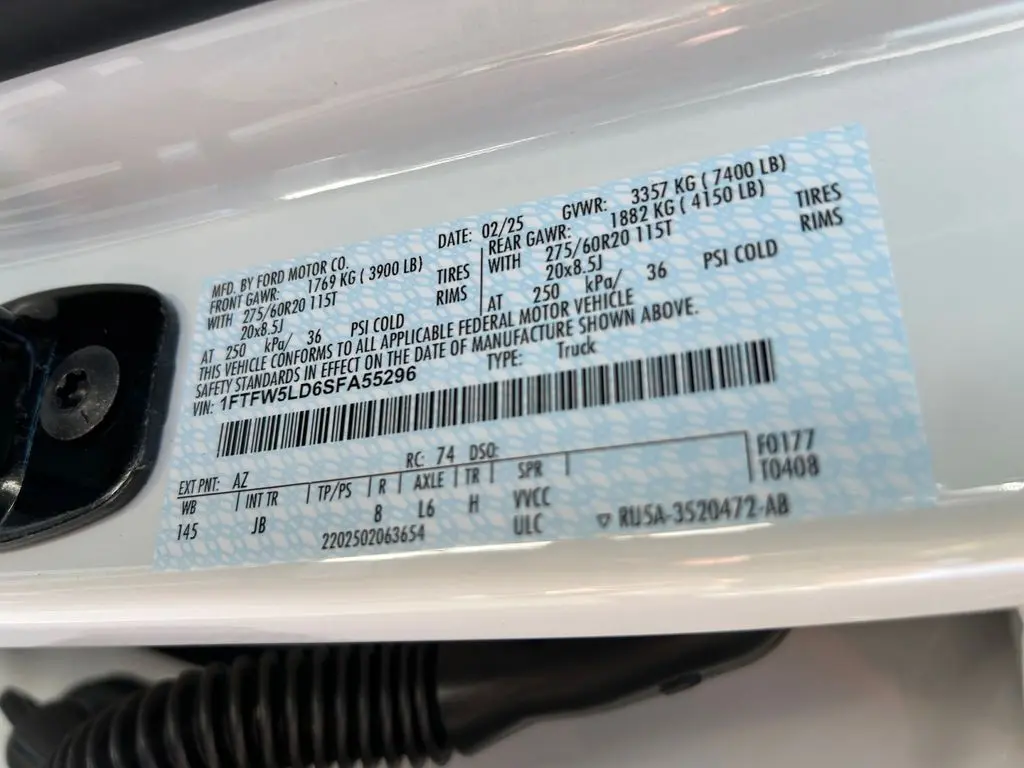 MFD. BY FORD MOTOR CO.
DATE: 02/25 GVWR: 3357 KG ( 7400 LB)
FRONT GAWR: 1769 KG ( 3900 LB)
WITH 275/60R20 115T TIRES
20x8.5J RIMS
AT 250 kPa/ 36 PSI COLD
REAR GAWR: 1882 KG ( 4150 LB)
WITH 275/60R20 115T TIRES
20x8.5J RIMS
AT 250 kPa/ 36 PSI COLD
THIS VEHICLE CONFORMS TO ALL APPLICABLE FEDERAL MOTOR VEHICLE
SAFETY STANDARDS IN EFFECT ON THE DATE OF MANUFACTURE SHOWN ABOVE.
VIN: 1FTFW5LD6SFA55296 TYPE: Truck
EXT PNT: AZ RC: 74 DSO: F0177
WB INT TR TP/PS R AXLE TR SPR T0408
145 JB 8 L6 H VVCC
2202502063654 ULC ▽ RU5A-3520472-AB